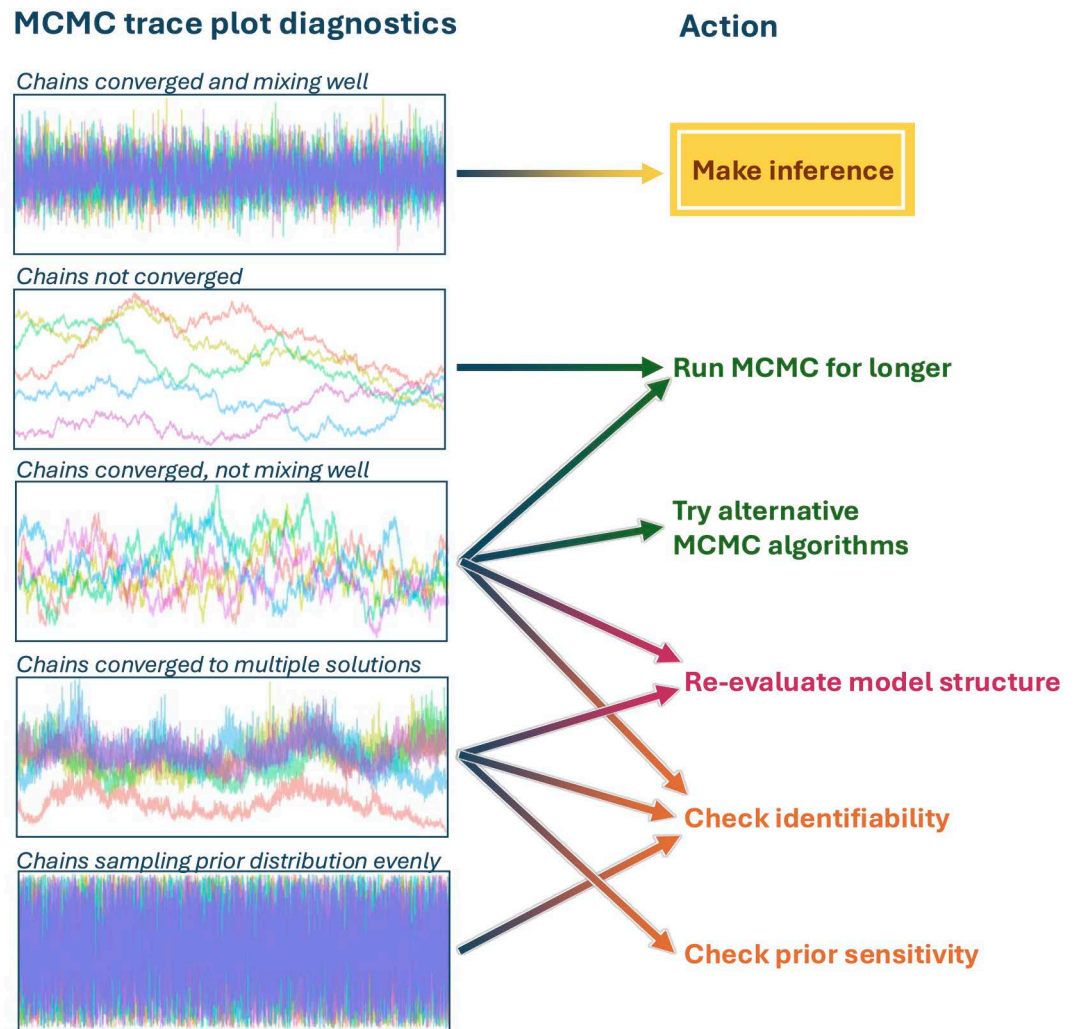 MCMC trace plot diagnostics
Action
Chains converged and mixing well
Make inference
Chains not converged
Run MCMC for longer
Chains converged, not mixing well
Try alternative
MCMC algorithms
Chains converged to multiple solutions
Re-evaluate model structure
Check identifiability
Chains sampling prior distribution evenly
Check prior sensitivity